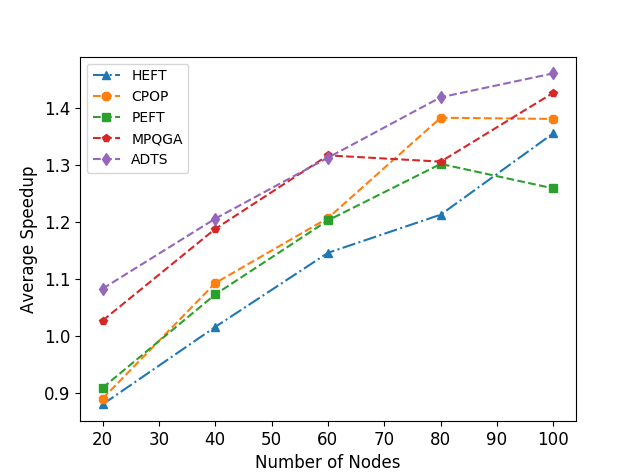 HEFT
CPOP
PEFT
MPQGA
ADTS
1.4
1.3
1.2
1.1
1.0
0.9
Average Speedup
20 30 40 50 60 70 80 90 100
Number of Nodes